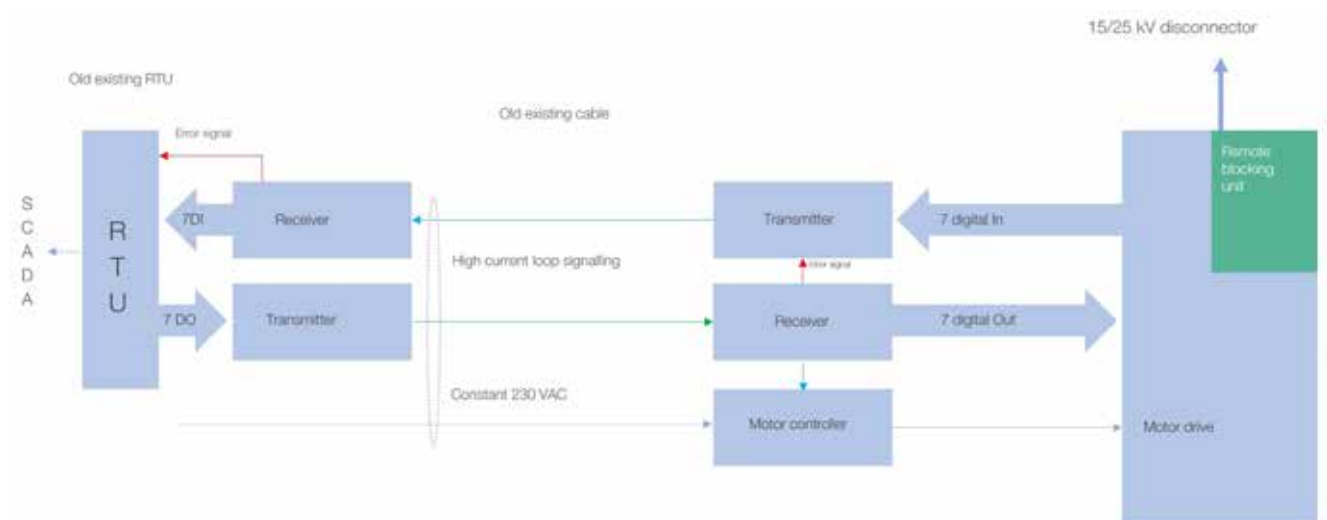 15/25 kV disconnector
Old existing RTU
Old existing cable
Error signal
Remote
blocking
unit
S
C
A
D
A
R
T
U
7DI
Receiver
Transmitter
7 digital In
High current loop signalling
Error signal
7 DO
Transmitter
Receiver
7 digital Out
Constant 230 VAC
Motor controller
Motor drive